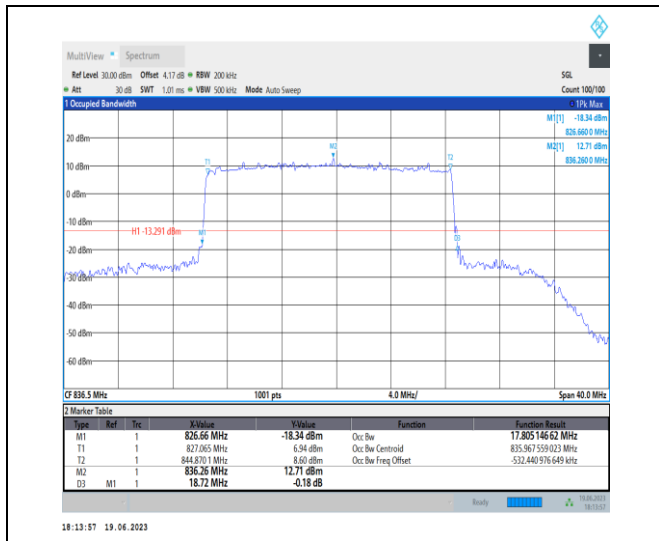 MultiView Spectrum
Ref Level 30.00 dBm Offset 4.17 dB RBW 200 kHz SGL
Att 30 dB SWT 1.01 ms VBW 500 kHz Mode Auto Sweep Count 100/100
1 Occupied Bandwidth 1Pk Max
M1[1] -18.34 dBm
826.660 0 MHz
M2[1] 12.71 dBm
836.260 0 MHz
20 dBm
M2
T1 T2
10 dBm
0 dBm
-10 dBm
H1 -13.291 dBm
M1
D3
-20 dBm
-30 dBm
-40 dBm
-50 dBm
-60 dBm
CF 836.5 MHz 1001 pts 4.0 MHz/ Span 40.0 MHz
2 Marker Table
Type Ref Trc X-Value Y-Value Function Function Result
M1 1 826.66 MHz -18.34 dBm Occ Bw 17.805 146 62 MHz
T1 1 827.065 MHz 6.94 dBm Occ Bw Centroid 835.967 559 023 MHz
T2 1 844.870 1 MHz 8.60 dBm Occ Bw Freq Offset -532.440 976 649 kHz
M2 1 836.26 MHz 12.71 dBm
D3 M1 1 18.72 MHz -0.18 dB
Ready 19.06.2023
18:13:57
18:13:57 19.06.2023